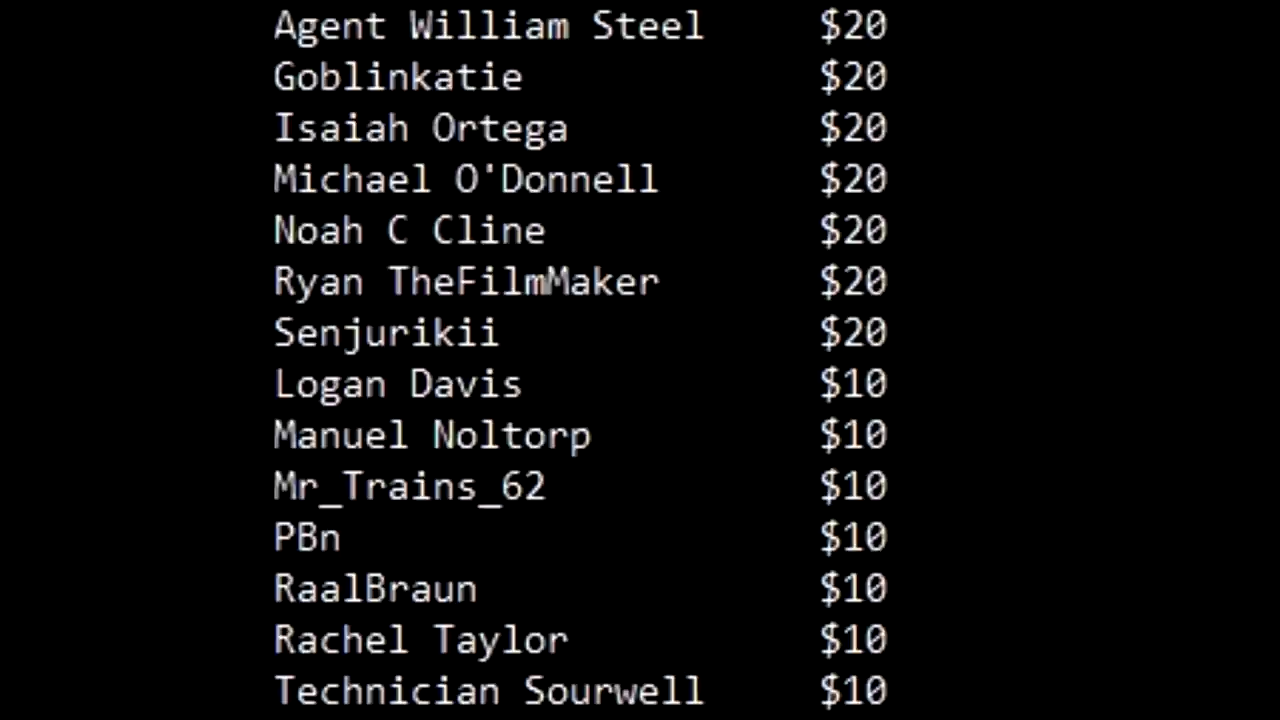 Agent William Steel $20
Goblinkatie $20
Isaiah Ortega $20
Michael O'Donnell $20
Noah C Cline $20
Ryan TheFilmMaker $20
Senjurikii $20
Logan Davis $10
Manuel Noltorp $10
Mr_Trains_62 $10
PBn $10
RaalBraun $10
Rachel Taylor $10
Technician Sourwell $10